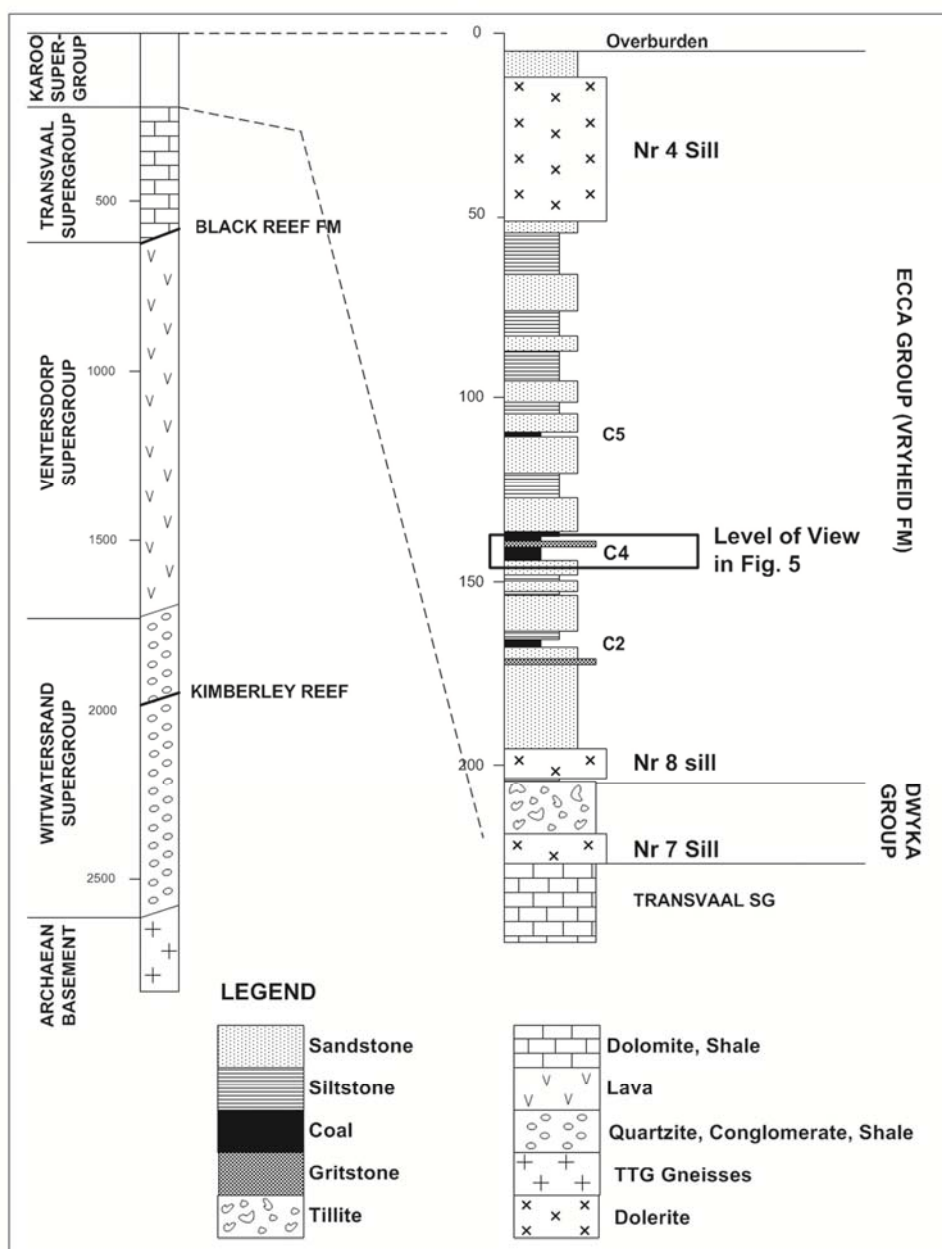 KAROO
SUPER-
GROUP
TRANSVAAL
SUPERGROUP
500
BLACK REEF FM
VENTERSDORP
SUPERGROUP
1000
1500
WITWATERSRAND
SUPERGROUP
KIMBERLEY REEF
2000
2500
ARCHAEAN
BASEMENT
0
Overburden
Nr 4 Sill
50
100
C5
Level of View
in Fig. 5
C4
150
C2
Nr 8 sill
200
Nr 7 Sill
TRANSVAAL SG
ECCA GROUP (VRYHEID FM)
DWYKA
GROUP
LEGEND
Sandstone
Siltstone
Coal
Gritstone
Tillite
Dolomite, Shale
Lava
Quartzite, Conglomerate, Shale
TTG Gneisses
Dolerite